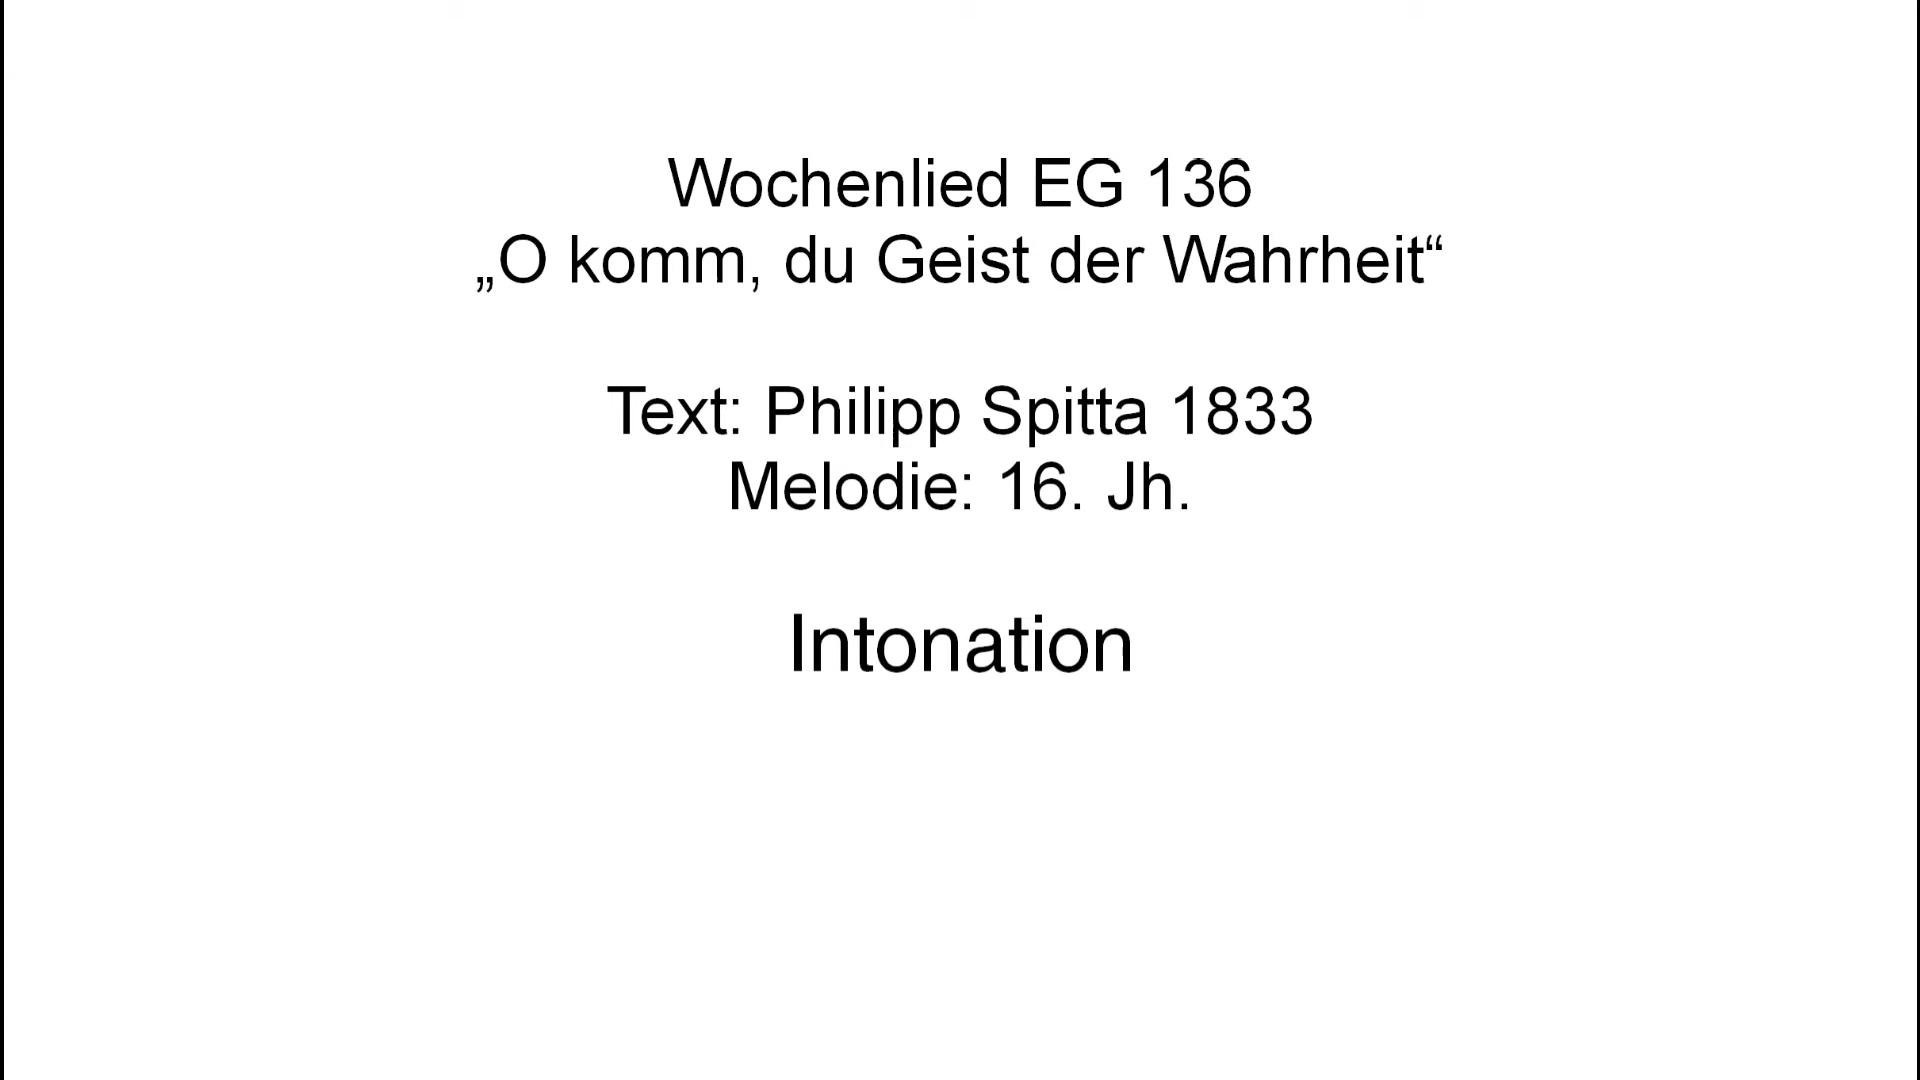 Wochenlied EG 136
„O komm, du Geist der Wahrheit“
Text: Philipp Spitta 1833
Melodie: 16. Jh.
Intonation